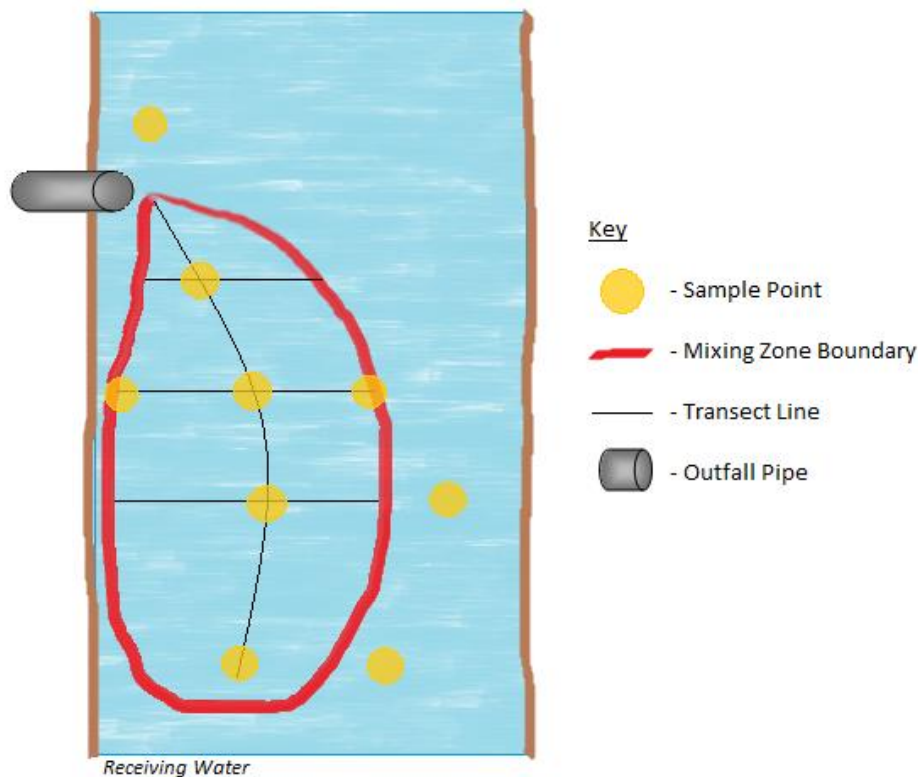 Key
- Sample Point
- Mixing Zone Boundary
- Transect Line
- Outfall Pipe
Receiving Water